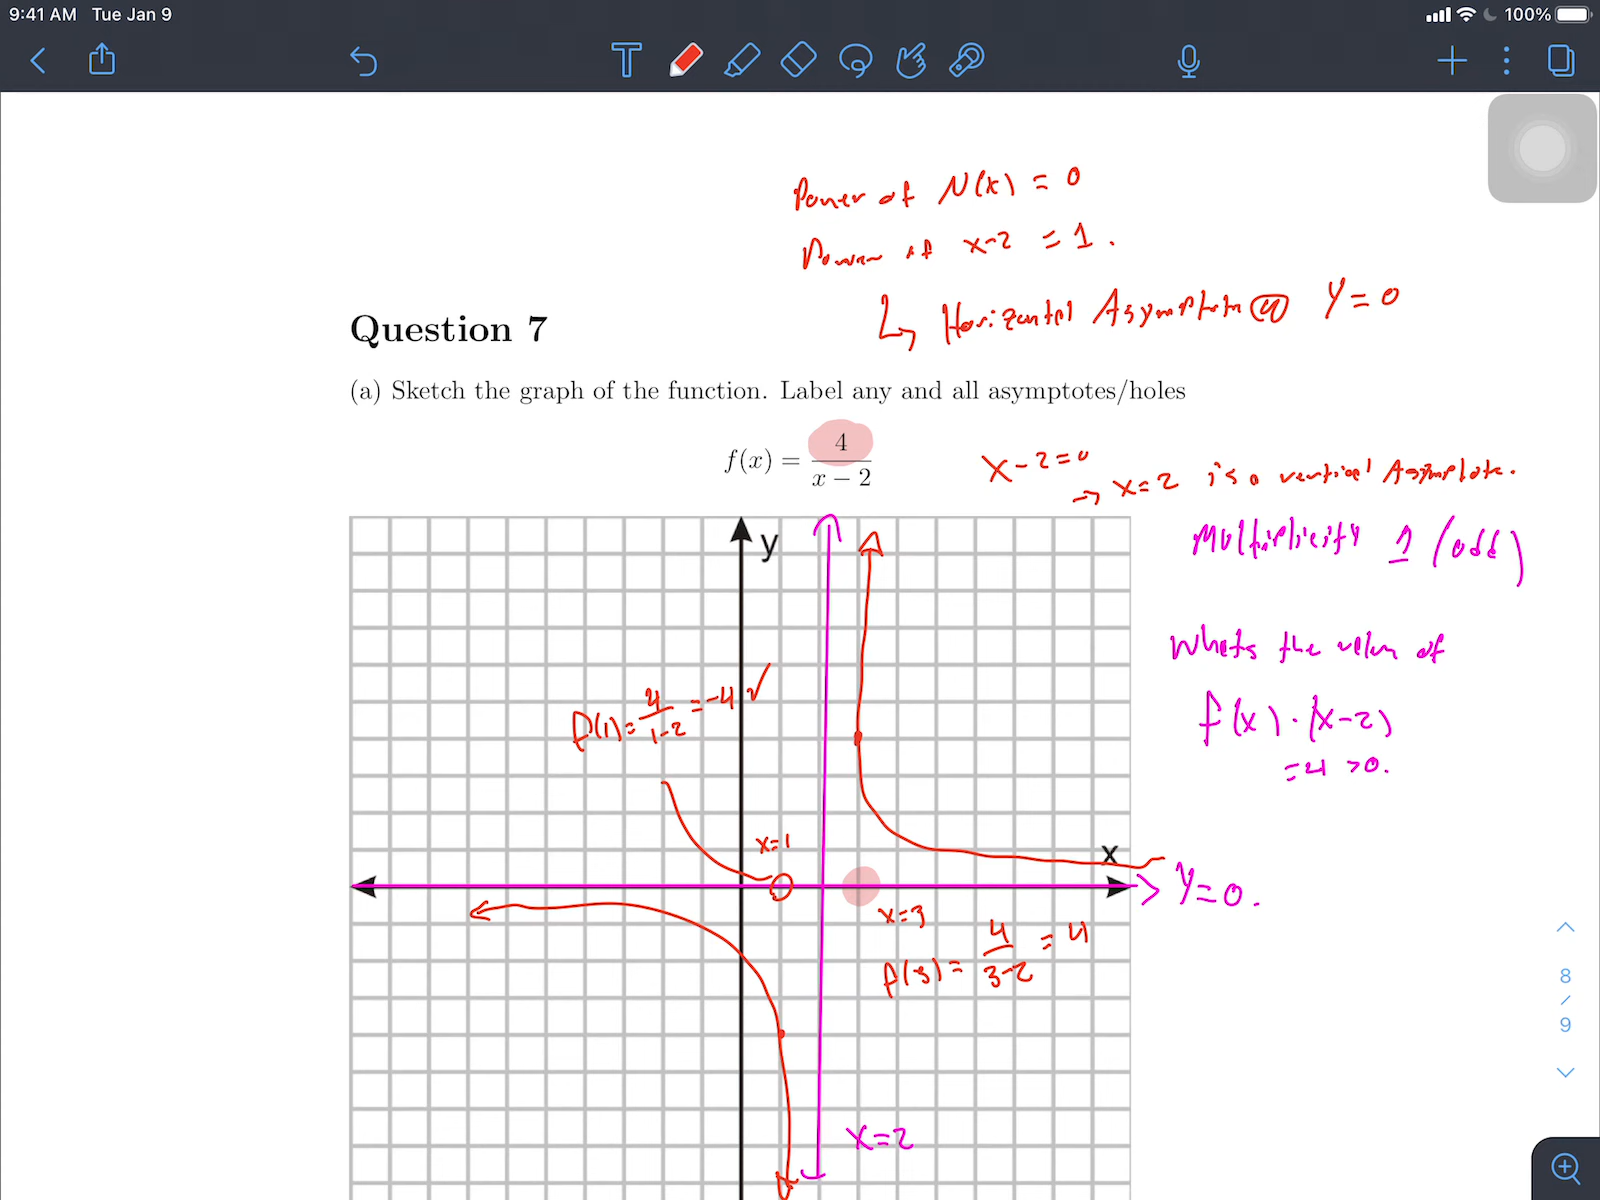 9:41 AM Tue Jan 9
100%
Power of N(x) = 0
Power of x-2 = 1.
↳ Horizontal Asymptote @ Y=0
Question 7
(a) Sketch the graph of the function. Label any and all asymptotes/holes
f(x) = 4 / (x − 2)
x-2=0
→ x=2 is a vertical Asymptote.
Multiplicity 1 (odd)
y
Whats the value of
f(x)·(x-2)
=4 >0.
f(1)= 4/(1-2) =-4 ✓
x=1
x
Y=0.
x=3
f(3)= 4/(3-2) = 4
x=2
8
/
9